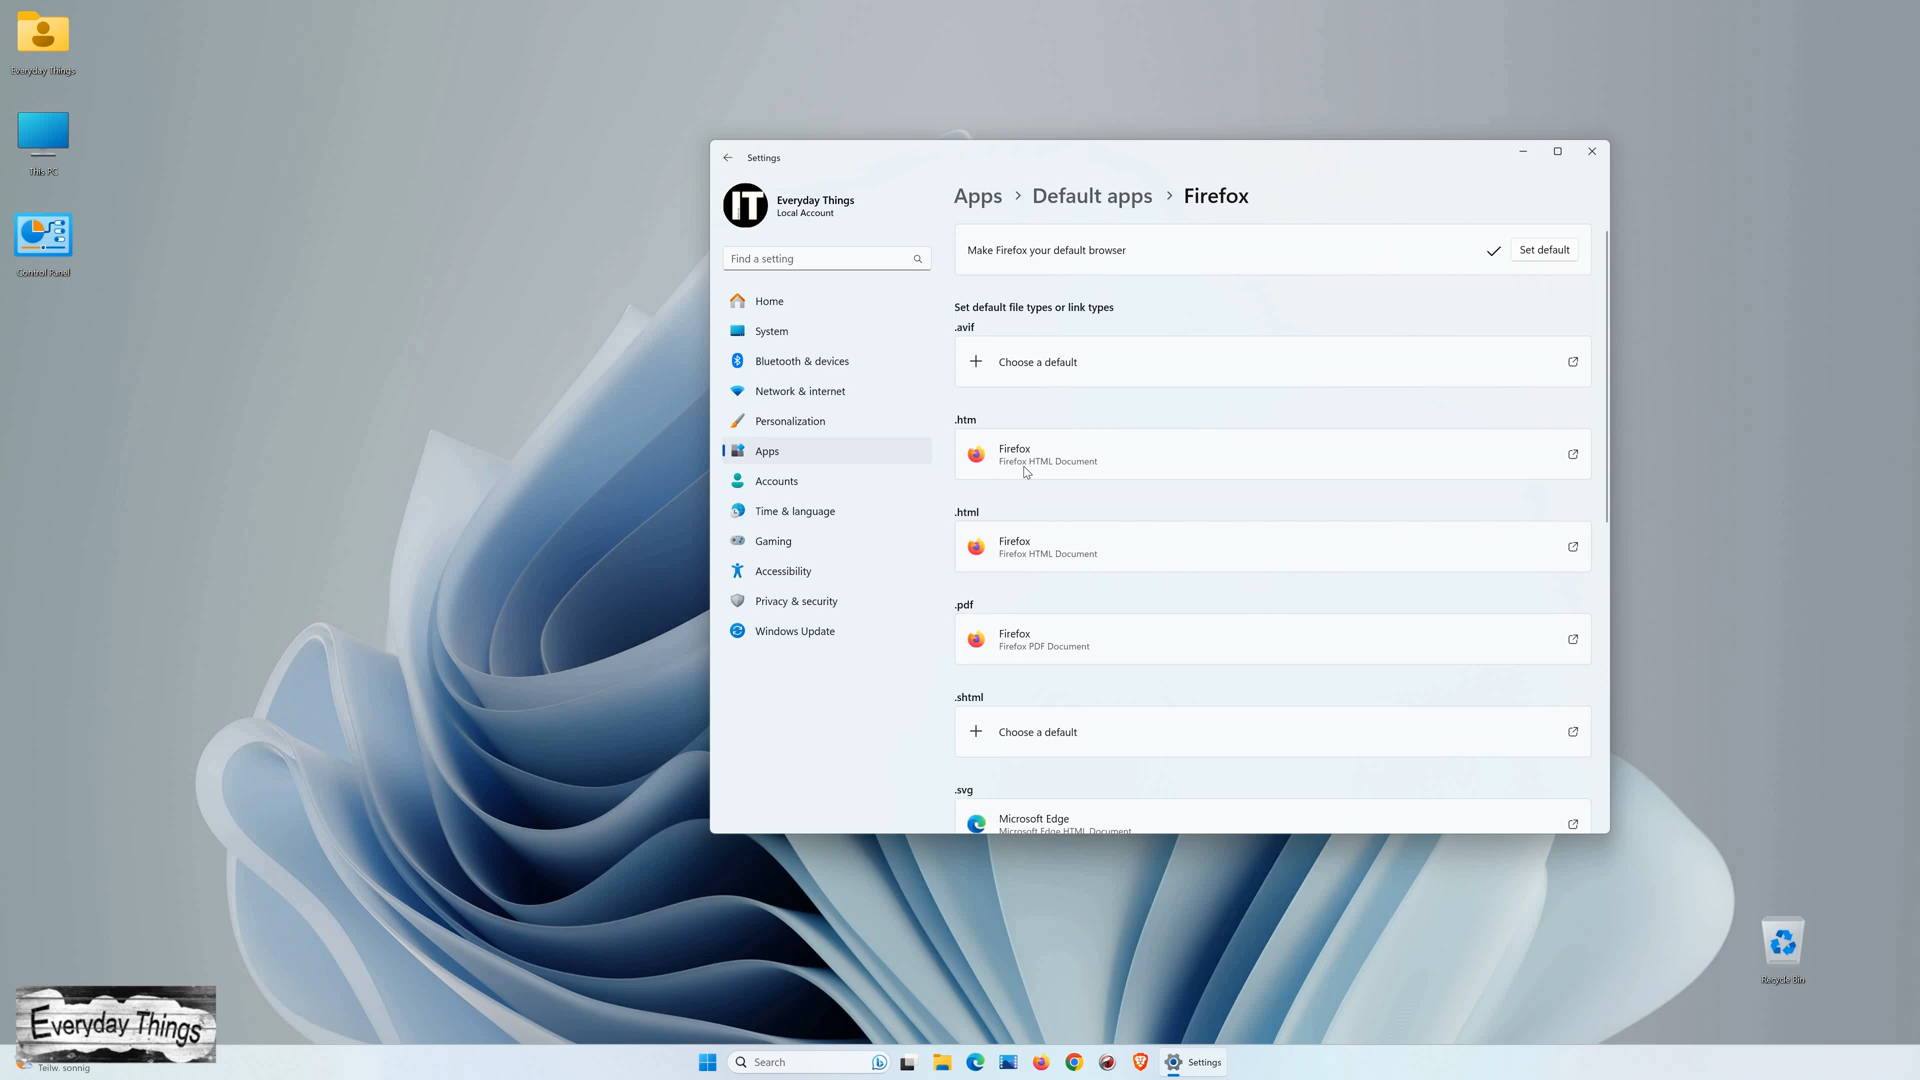 Everyday Things
This PC
Control Panel
Settings
IT
Everyday Things
Local Account
Find a setting
Home
System
Bluetooth & devices
Network & internet
Personalization
Apps
Accounts
Time & language
Gaming
Accessibility
Privacy & security
Windows Update
Apps > Default apps > Firefox
Make Firefox your default browser
Set default
Set default file types or link types
.avif
Choose a default
.htm
Firefox
Firefox HTML Document
.html
Firefox
Firefox HTML Document
.pdf
Firefox
Firefox PDF Document
.shtml
Choose a default
.svg
Microsoft Edge
Microsoft Edge HTML Document
Recycle Bin
Everyday Things
Teilw. sonnig
Search
Settings